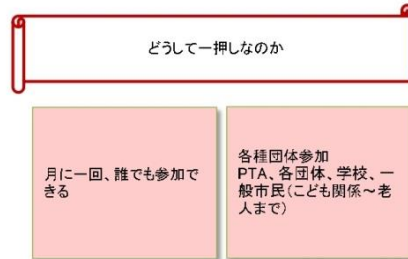 どうして一押しなのか
月に一回、誰でも参加で
きる
各種団体参加
PTA、各団体、学校、一
般市民（こども関係～老
人まで）